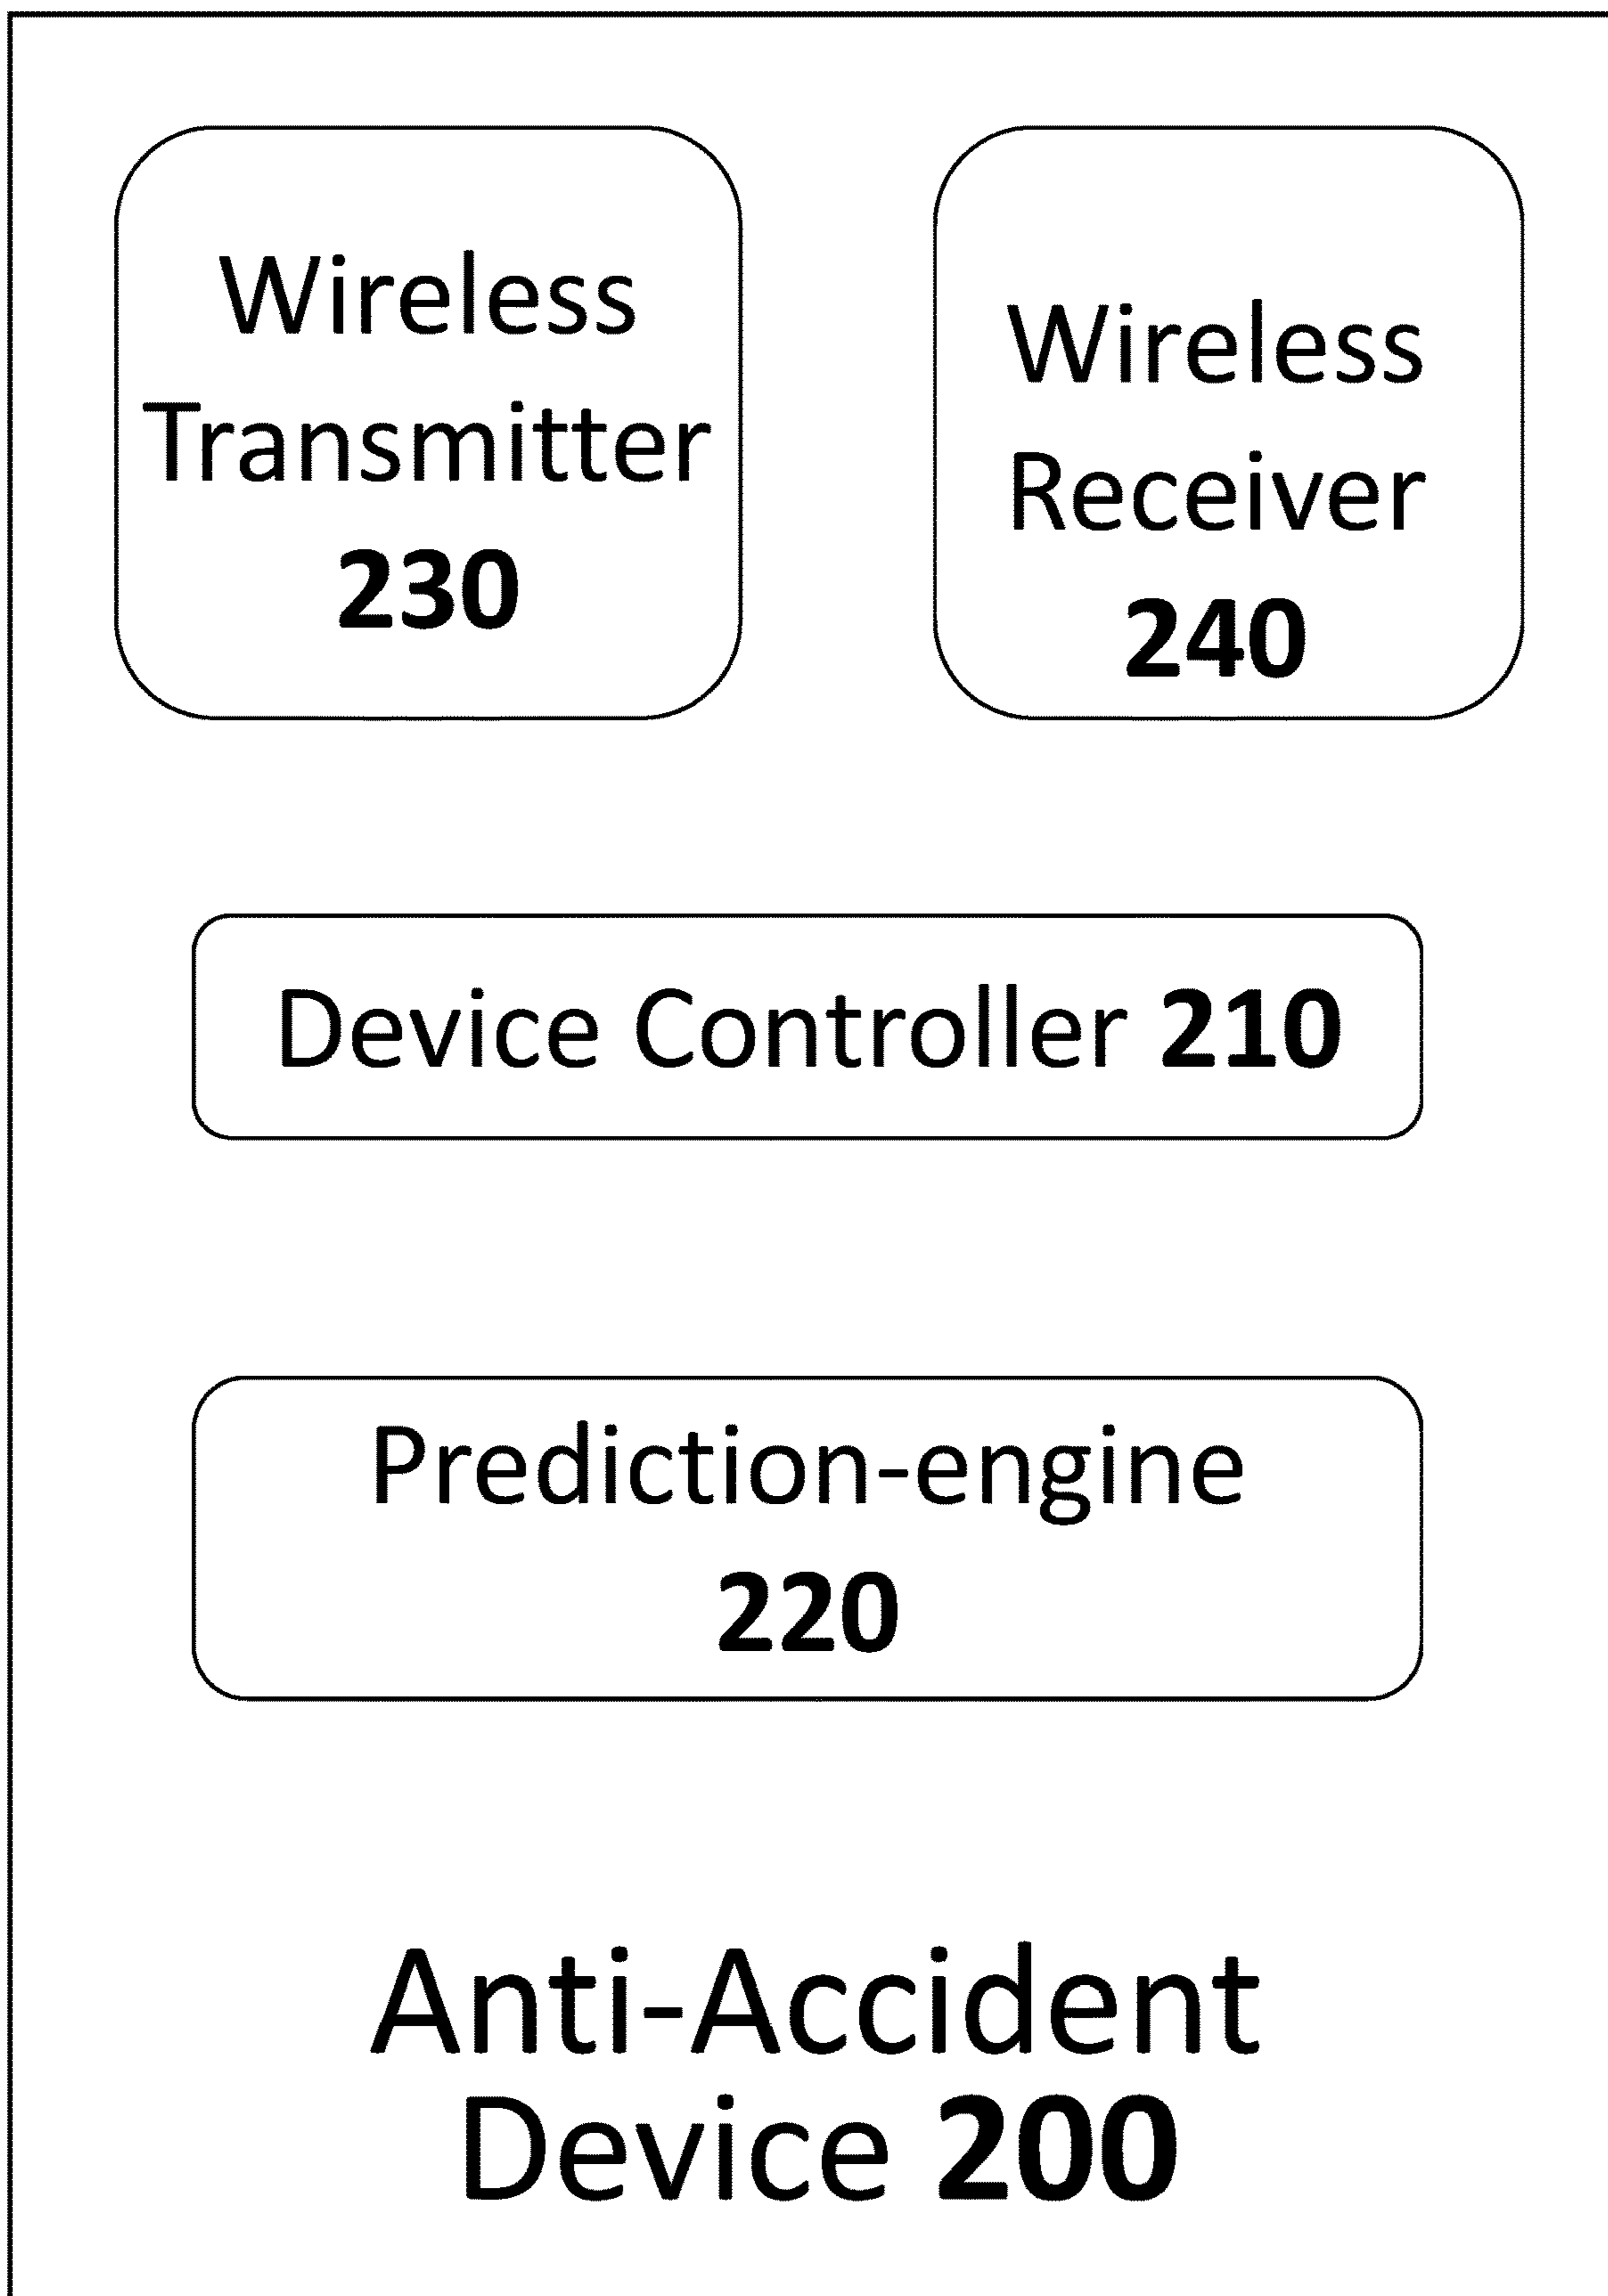 Wireless
Transmitter
230
Wireless
Receiver
240
Device Controller 210
Prediction-engine
220
Anti-Accident
Device 200